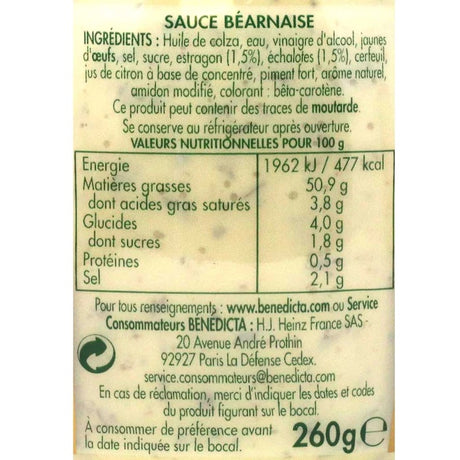 SAUCE BÉARNAISE
INGRÉDIENTS : Huile de colza, eau, vinaigre d'alcool, jaunes
d'œufs, sel, sucre, estragon (1,5%), échalotes (1,5%), cerfeuil,
jus de citron à base de concentré, piment fort, arôme naturel,
amidon modifié, colorant : bêta-carotène.
Ce produit peut contenir des traces de moutarde.
Se conserve au réfrigérateur après ouverture.
VALEURS NUTRITIONNELLES POUR 100 g
Energie 1962 kJ / 477 kcal
Matières grasses 50,9 g
dont acides gras saturés 3,8 g
Glucides 4,0 g
dont sucres 1,8 g
Protéines 0,5 g
Sel 2,1 g
Pour tous renseignements : www.benedicta.com ou Service
Consommateurs BENEDICTA : H.J. Heinz France SAS -
20 Avenue André Prothin
92927 Paris La Défense Cedex.
service.consommateurs@benedicta.com
En cas de réclamation, merci d'indiquer les dates et codes
du produit figurant sur le bocal.
À consommer de préférence avant
la date indiquée sur le bocal.
260g e